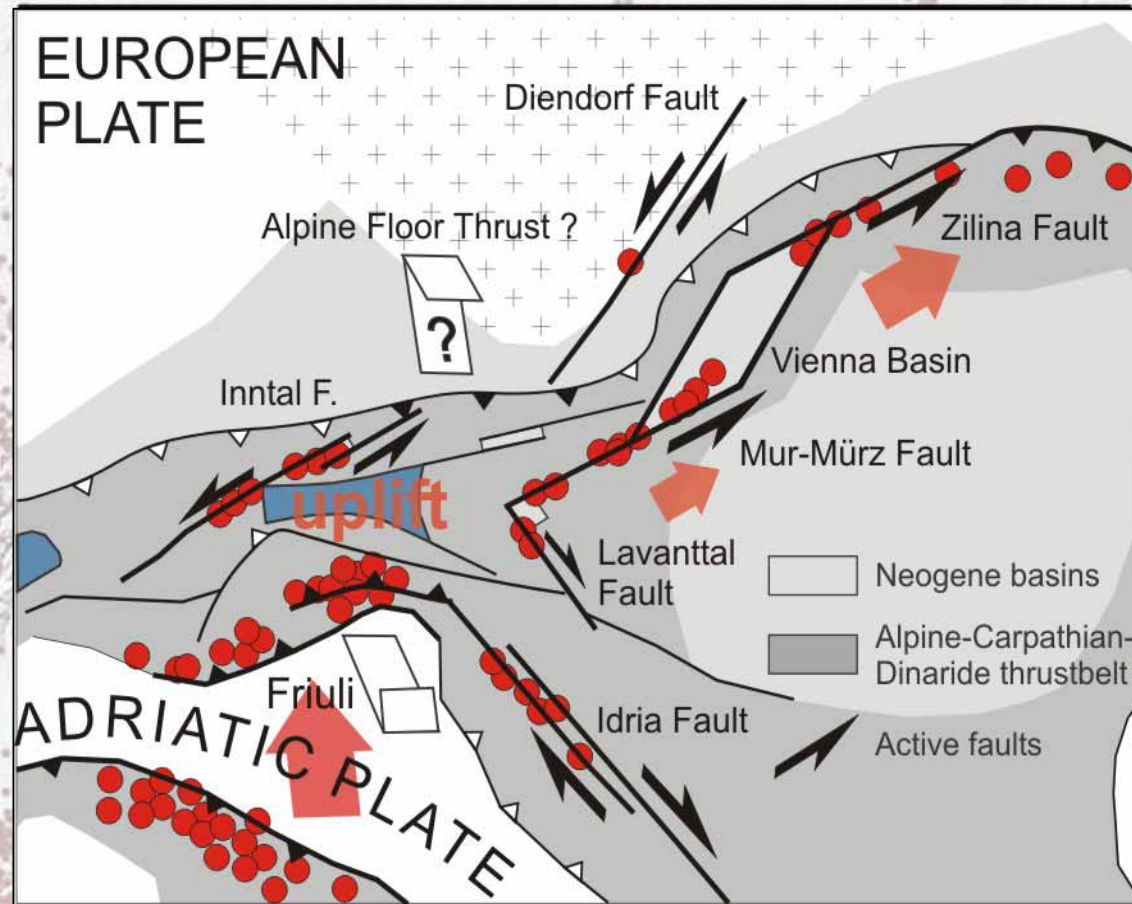 EUROPEAN
PLATE
Diendorf Fault
Alpine Floor Thrust ?
?
Zilina Fault
Vienna Basin
Inntal F.
Mur-Mürz Fault
uplift
Lavanttal
Fault
Neogene basins
Alpine-Carpathian-
Dinaride thrustbelt
Friuli
Idria Fault
Active faults
ADRIATIC PLATE